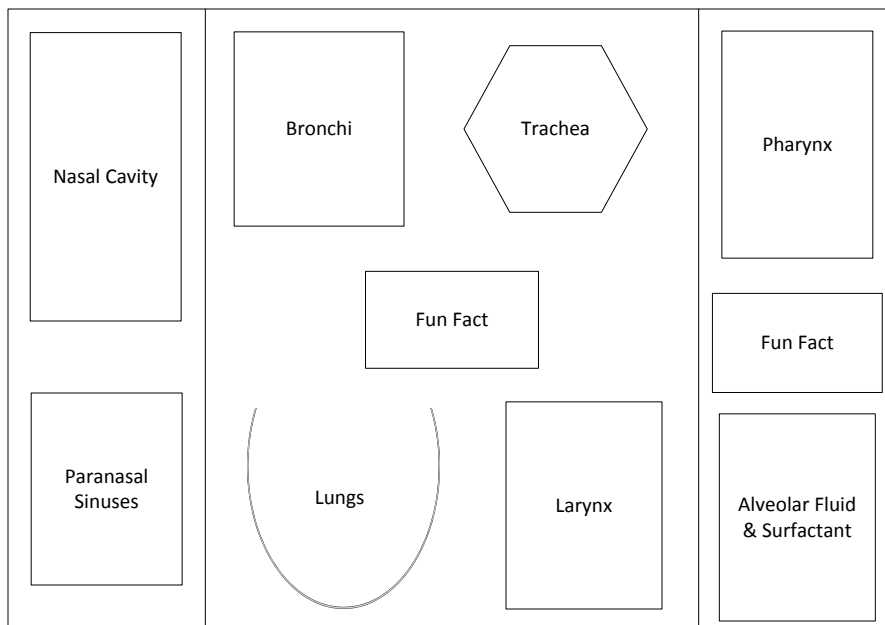 Nasal Cavity
Paranasal
Sinuses
Bronchi
Trachea
Fun Fact
Lungs
Larynx
Pharynx
Fun Fact
Alveolar Fluid
& Surfactant